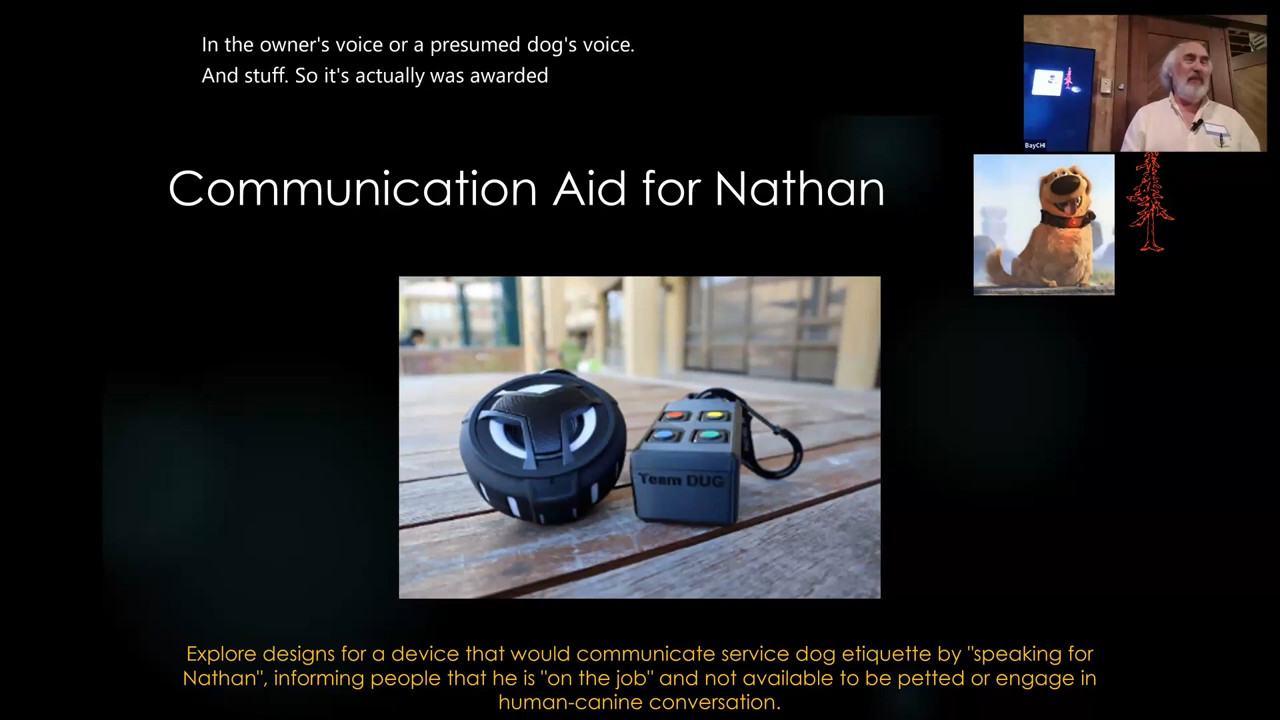 In the owner's voice or a presumed dog's voice.
And stuff. So it's actually was awarded
BayCHI
Communication Aid for Nathan
Team DUG
Explore designs for a device that would communicate service dog etiquette by "speaking for
Nathan", informing people that he is "on the job" and not available to be petted or engage in
human-canine conversation.